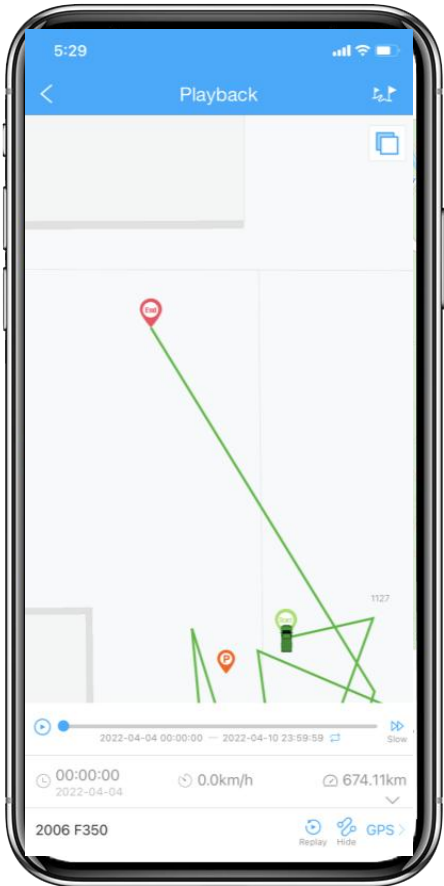 5:29
Playback
End
1127
Start
P
2022-04-04 00:00:00 — 2022-04-10 23:59:59
Slow
00:00:00
2022-04-04
0.0km/h
674.11km
2006 F350
Replay
Hide
GPS